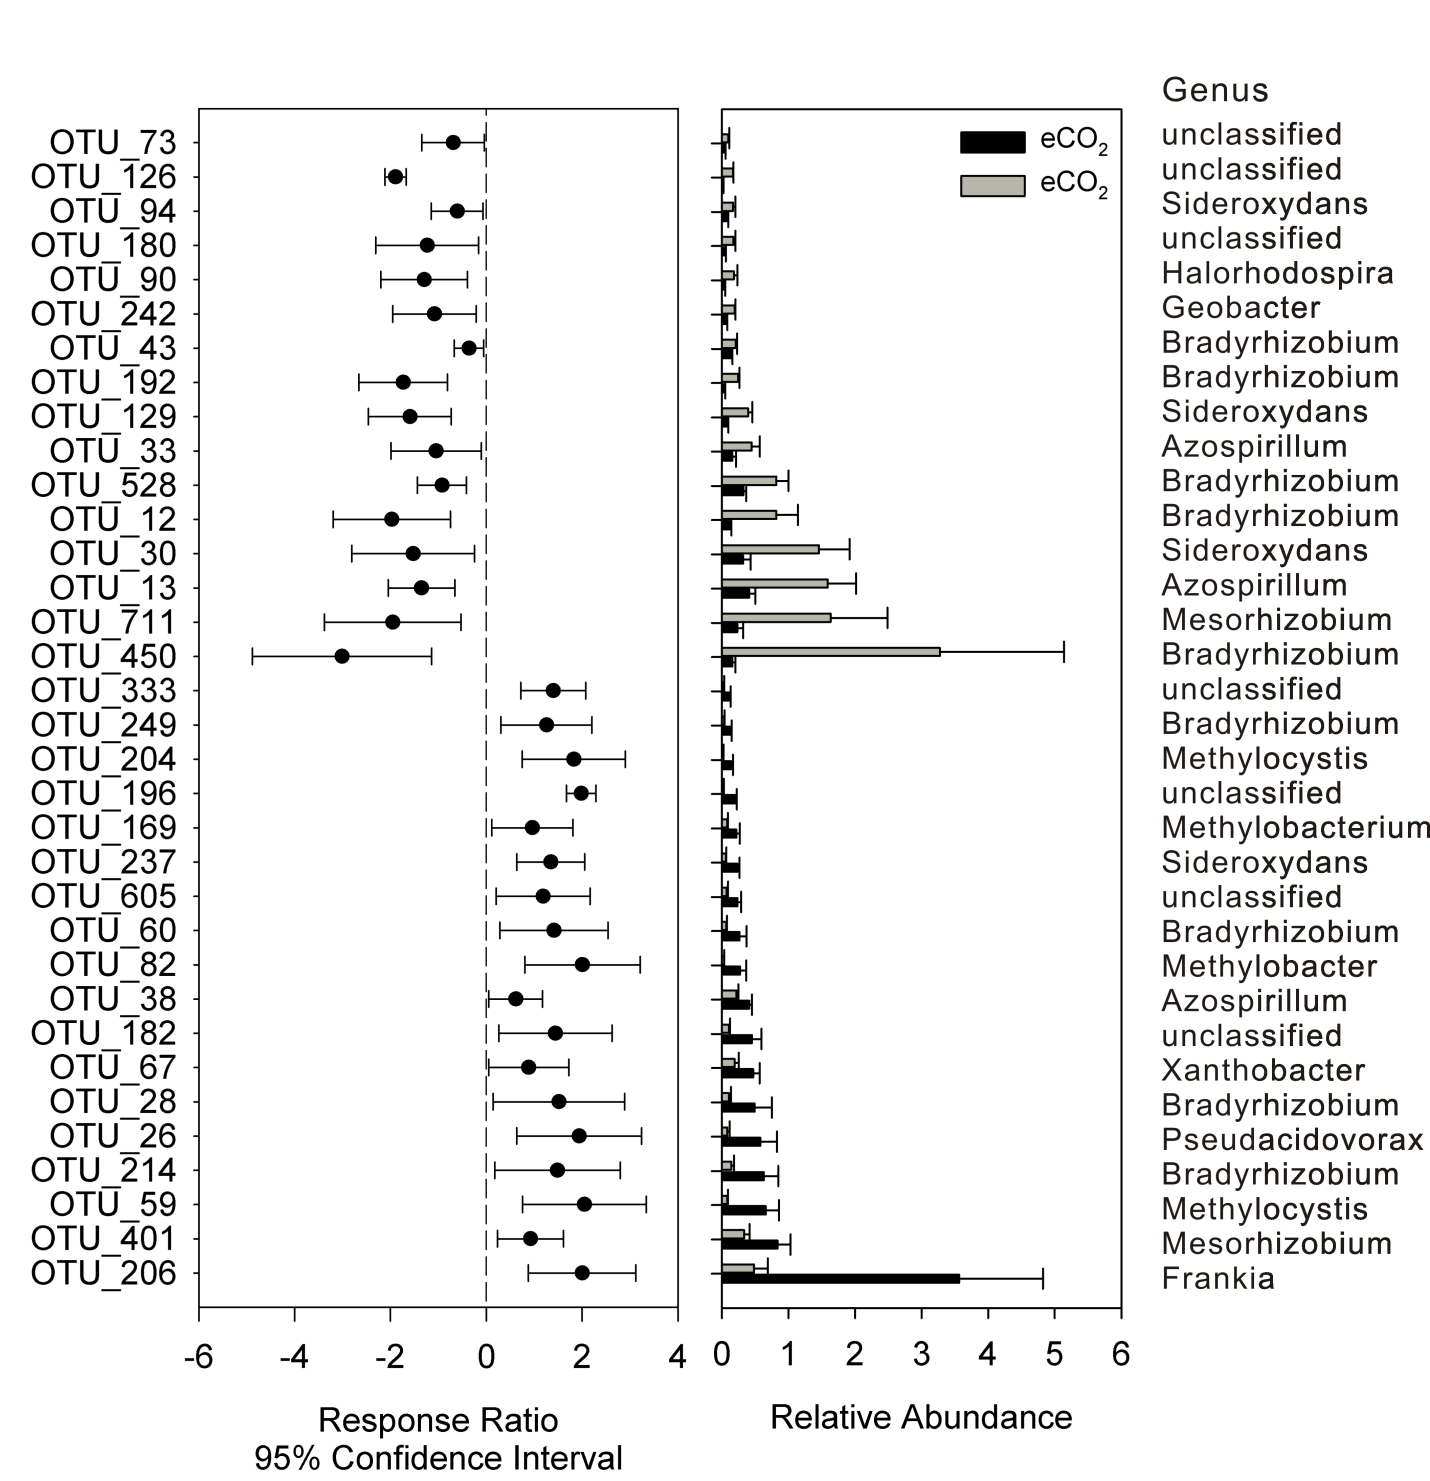 Genus
OTU_73 unclassified
OTU_126 unclassified
OTU_94 Sideroxydans
OTU_180 unclassified
OTU_90 Halorhodospira
OTU_242 Geobacter
OTU_43 Bradyrhizobium
OTU_192 Bradyrhizobium
OTU_129 Sideroxydans
OTU_33 Azospirillum
OTU_528 Bradyrhizobium
OTU_12 Bradyrhizobium
OTU_30 Sideroxydans
OTU_13 Azospirillum
OTU_711 Mesorhizobium
OTU_450 Bradyrhizobium
OTU_333 unclassified
OTU_249 Bradyrhizobium
OTU_204 Methylocystis
OTU_196 unclassified
OTU_169 Methylobacterium
OTU_237 Sideroxydans
OTU_605 unclassified
OTU_60 Bradyrhizobium
OTU_82 Methylobacter
OTU_38 Azospirillum
OTU_182 unclassified
OTU_67 Xanthobacter
OTU_28 Bradyrhizobium
OTU_26 Pseudacidovorax
OTU_214 Bradyrhizobium
OTU_59 Methylocystis
OTU_401 Mesorhizobium
OTU_206 Frankia
eCO₂
eCO₂
-6 -4 -2 0 2 4
0 1 2 3 4 5 6
Response Ratio
95% Confidence Interval
Relative Abundance